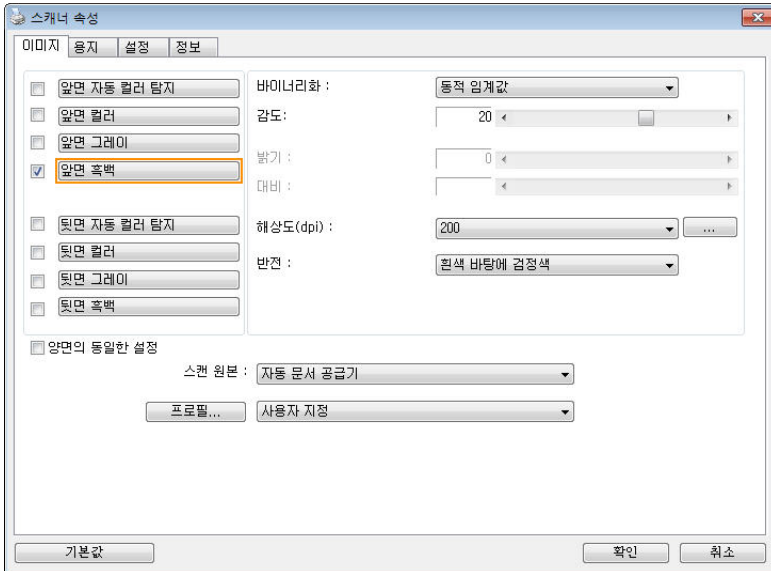 스캐너 속성
이미지 용지 설정 정보
앞면 자동 컬러 탐지
앞면 컬러
앞면 그레이
앞면 흑백
뒷면 자동 컬러 탐지
뒷면 컬러
뒷면 그레이
뒷면 흑백
바이너리화 : 동적 임계값
감도: 20
밝기 : 0
대비 :
해상도(dpi) : 200 ...
반전 : 흰색 바탕에 검정색
양면의 동일한 설정
스캔 원본 : 자동 문서 공급기
프로필... 사용자 지정
기본값 확인 취소